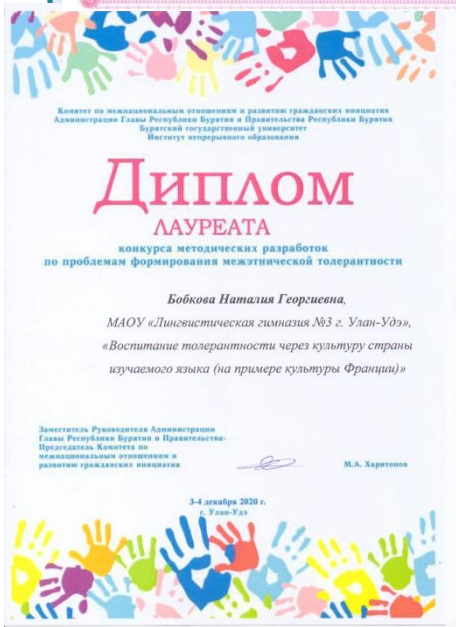 Комитет по межнациональным отношениям и развитию гражданских инициатив
Администрации Главы Республики Бурятия и Правительства Республики Бурятия
Бурятский государственный университет
Институт непрерывного образования
Диплом
ЛАУРЕАТА
конкурса методических разработок
по проблемам формирования межэтнической толерантности
Бобкова Наталия Георгиевна,
МАОУ «Лингвистическая гимназия №3 г. Улан-Удэ»,
«Воспитание толерантности через культуру страны
изучаемого языка (на примере культуры Франции)»
Заместитель Руководителя Администрации
Главы Республики Бурятия и Правительства-
Председатель Комитета по
межнациональным отношениям и
развитию гражданских инициатив
М.А. Харитонов
3-4 декабря 2020 г.
г. Улан-Удэ